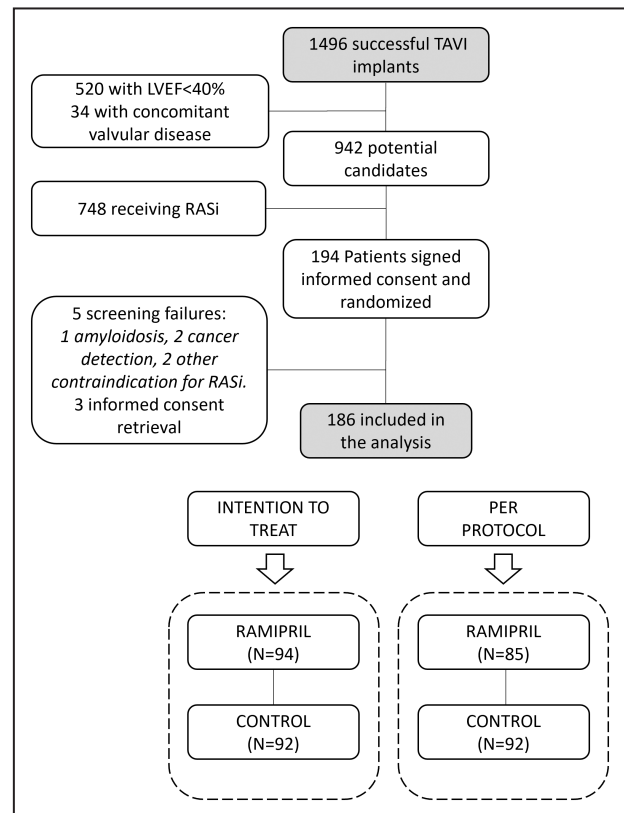 1496 successful TAVI
implants
520 with LVEF<40%
34 with concomitant
valvular disease
942 potential
candidates
748 receiving RASi
194 Patients signed
informed consent and
randomized
5 screening failures:
1 amyloidosis, 2 cancer
detection, 2 other
contraindication for RASi.
3 informed consent
retrieval
186 included in
the analysis
INTENTION TO
TREAT
PER
PROTOCOL
RAMIPRIL
(N=94)
RAMIPRIL
(N=85)
CONTROL
(N=92)
CONTROL
(N=92)